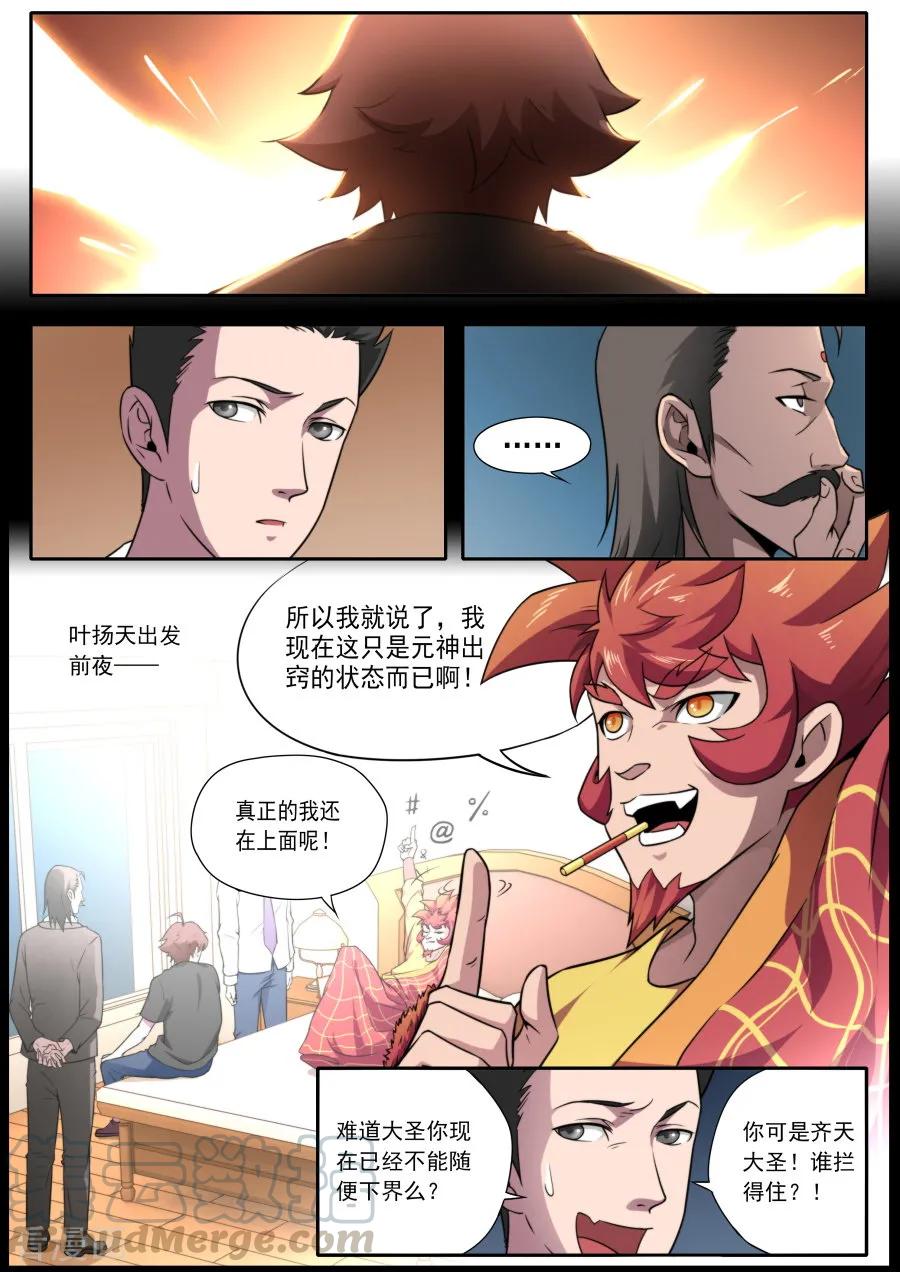 ……
叶扬天出发
前夜——
所以我就说了，我
现在这只是元神出
窍的状态而已啊！
真正的我还
在上面呢！
# @ & %
难道大圣你现
在已经不能随
便下界么？
你可是齐天
大圣！谁拦
得住？！
看漫